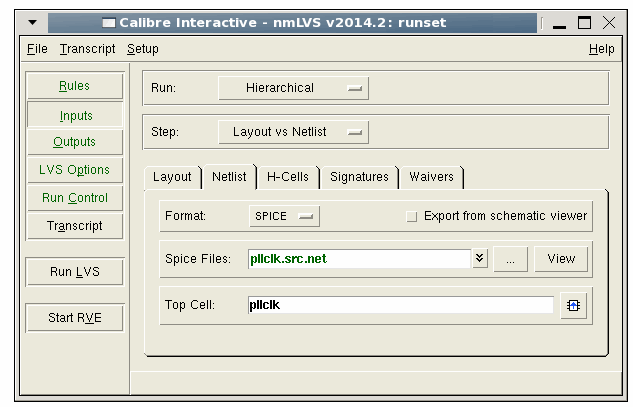 Calibre Interactive - nmLVS v2014.2: runset
File Transcript Setup Help
Rules
Inputs
Outputs
LVS Options
Run Control
Transcript
Run LVS
Start RVE
Run: Hierarchical
Step: Layout vs Netlist
Layout Netlist H-Cells Signatures Waivers
Format: SPICE Export from schematic viewer
Spice Files: pllclk.src.net ... View
Top Cell: pllclk